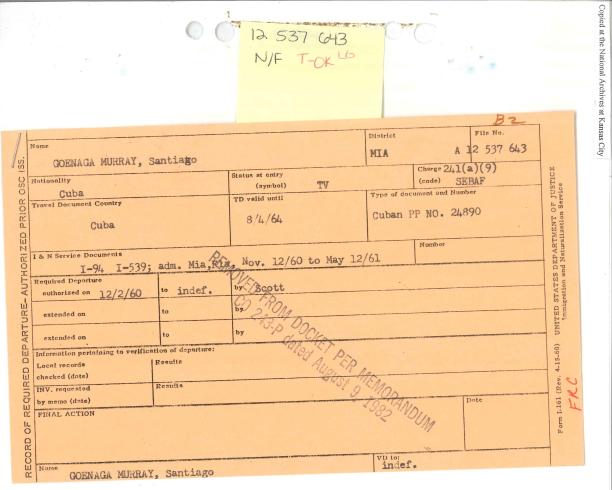 12 537 643
N/F T-OK LG
Copied at the National Archives at Kansas City
B2
Name
GOENAGA MURRAY, Santiago
District
MIA
File No.
A 12 537 643
Nationality
Cuba
Status at entry
(symbol) TV
Charge 241(a)(9)
(code) SEBAF
Travel Document Country
Cuba
TD valid until
8/4/64
Type of document and Number
Cuban PP NO. 24890
I & N Service Documents
I-94 I-539; adm. Mia, Fla. Nov. 12/60 to May 12/61
Number
Required Departure
authorized on 12/2/60 to indef. by Scott
extended on to by
extended on to by
Information pertaining to verification of departure:
Local records
checked (date)
Results
INV. requested
by memo (date)
Results
FINAL ACTION
Date
Name
GOENAGA MURRAY, Santiago
VD to:
indef.
REMOVED FROM DOCKET PER MEMORANDUM
CO 243-P dated August 9, 1982
RECORD OF REQUIRED DEPARTURE—AUTHORIZED PRIOR OSC ISS.
UNITED STATES DEPARTMENT OF JUSTICE
Immigration and Naturalization Service
Form I-161 (Rev. 4-15-60)
FRC